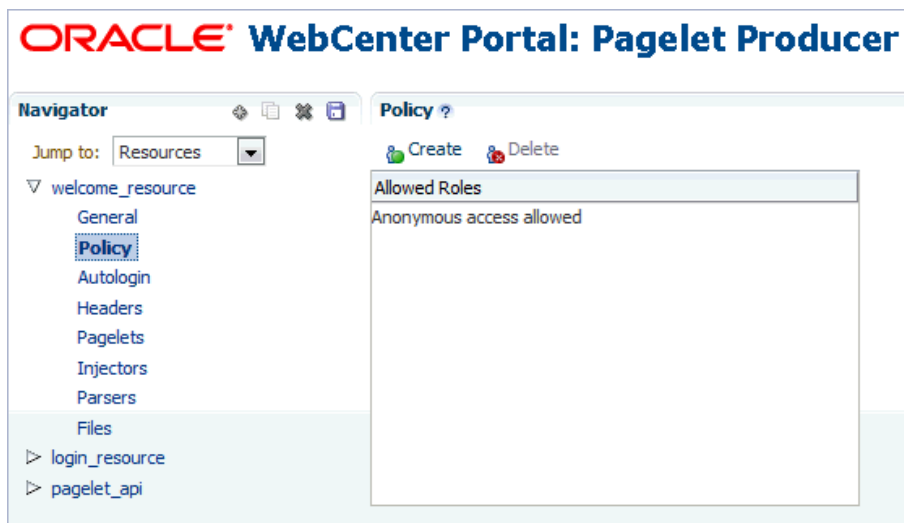 ORACLE® WebCenter Portal: Pagelet Producer
Navigator
Jump to: Resources
welcome_resource
General
Policy
Autologin
Headers
Pagelets
Injectors
Parsers
Files
login_resource
pagelet_api
Policy ?
Create Delete
Allowed Roles
Anonymous access allowed